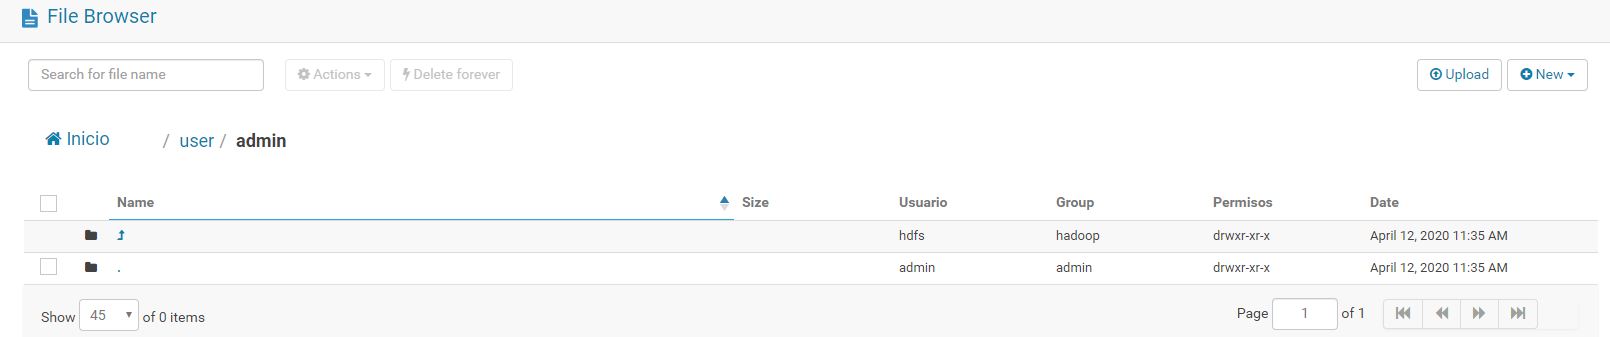 File Browser
Search for file name Actions Delete forever Upload New
Inicio / user / admin
Name Size Usuario Group Permisos Date
hdfs hadoop drwxr-xr-x April 12, 2020 11:35 AM
. admin admin drwxr-xr-x April 12, 2020 11:35 AM
Show 45 of 0 items Page 1 of 1